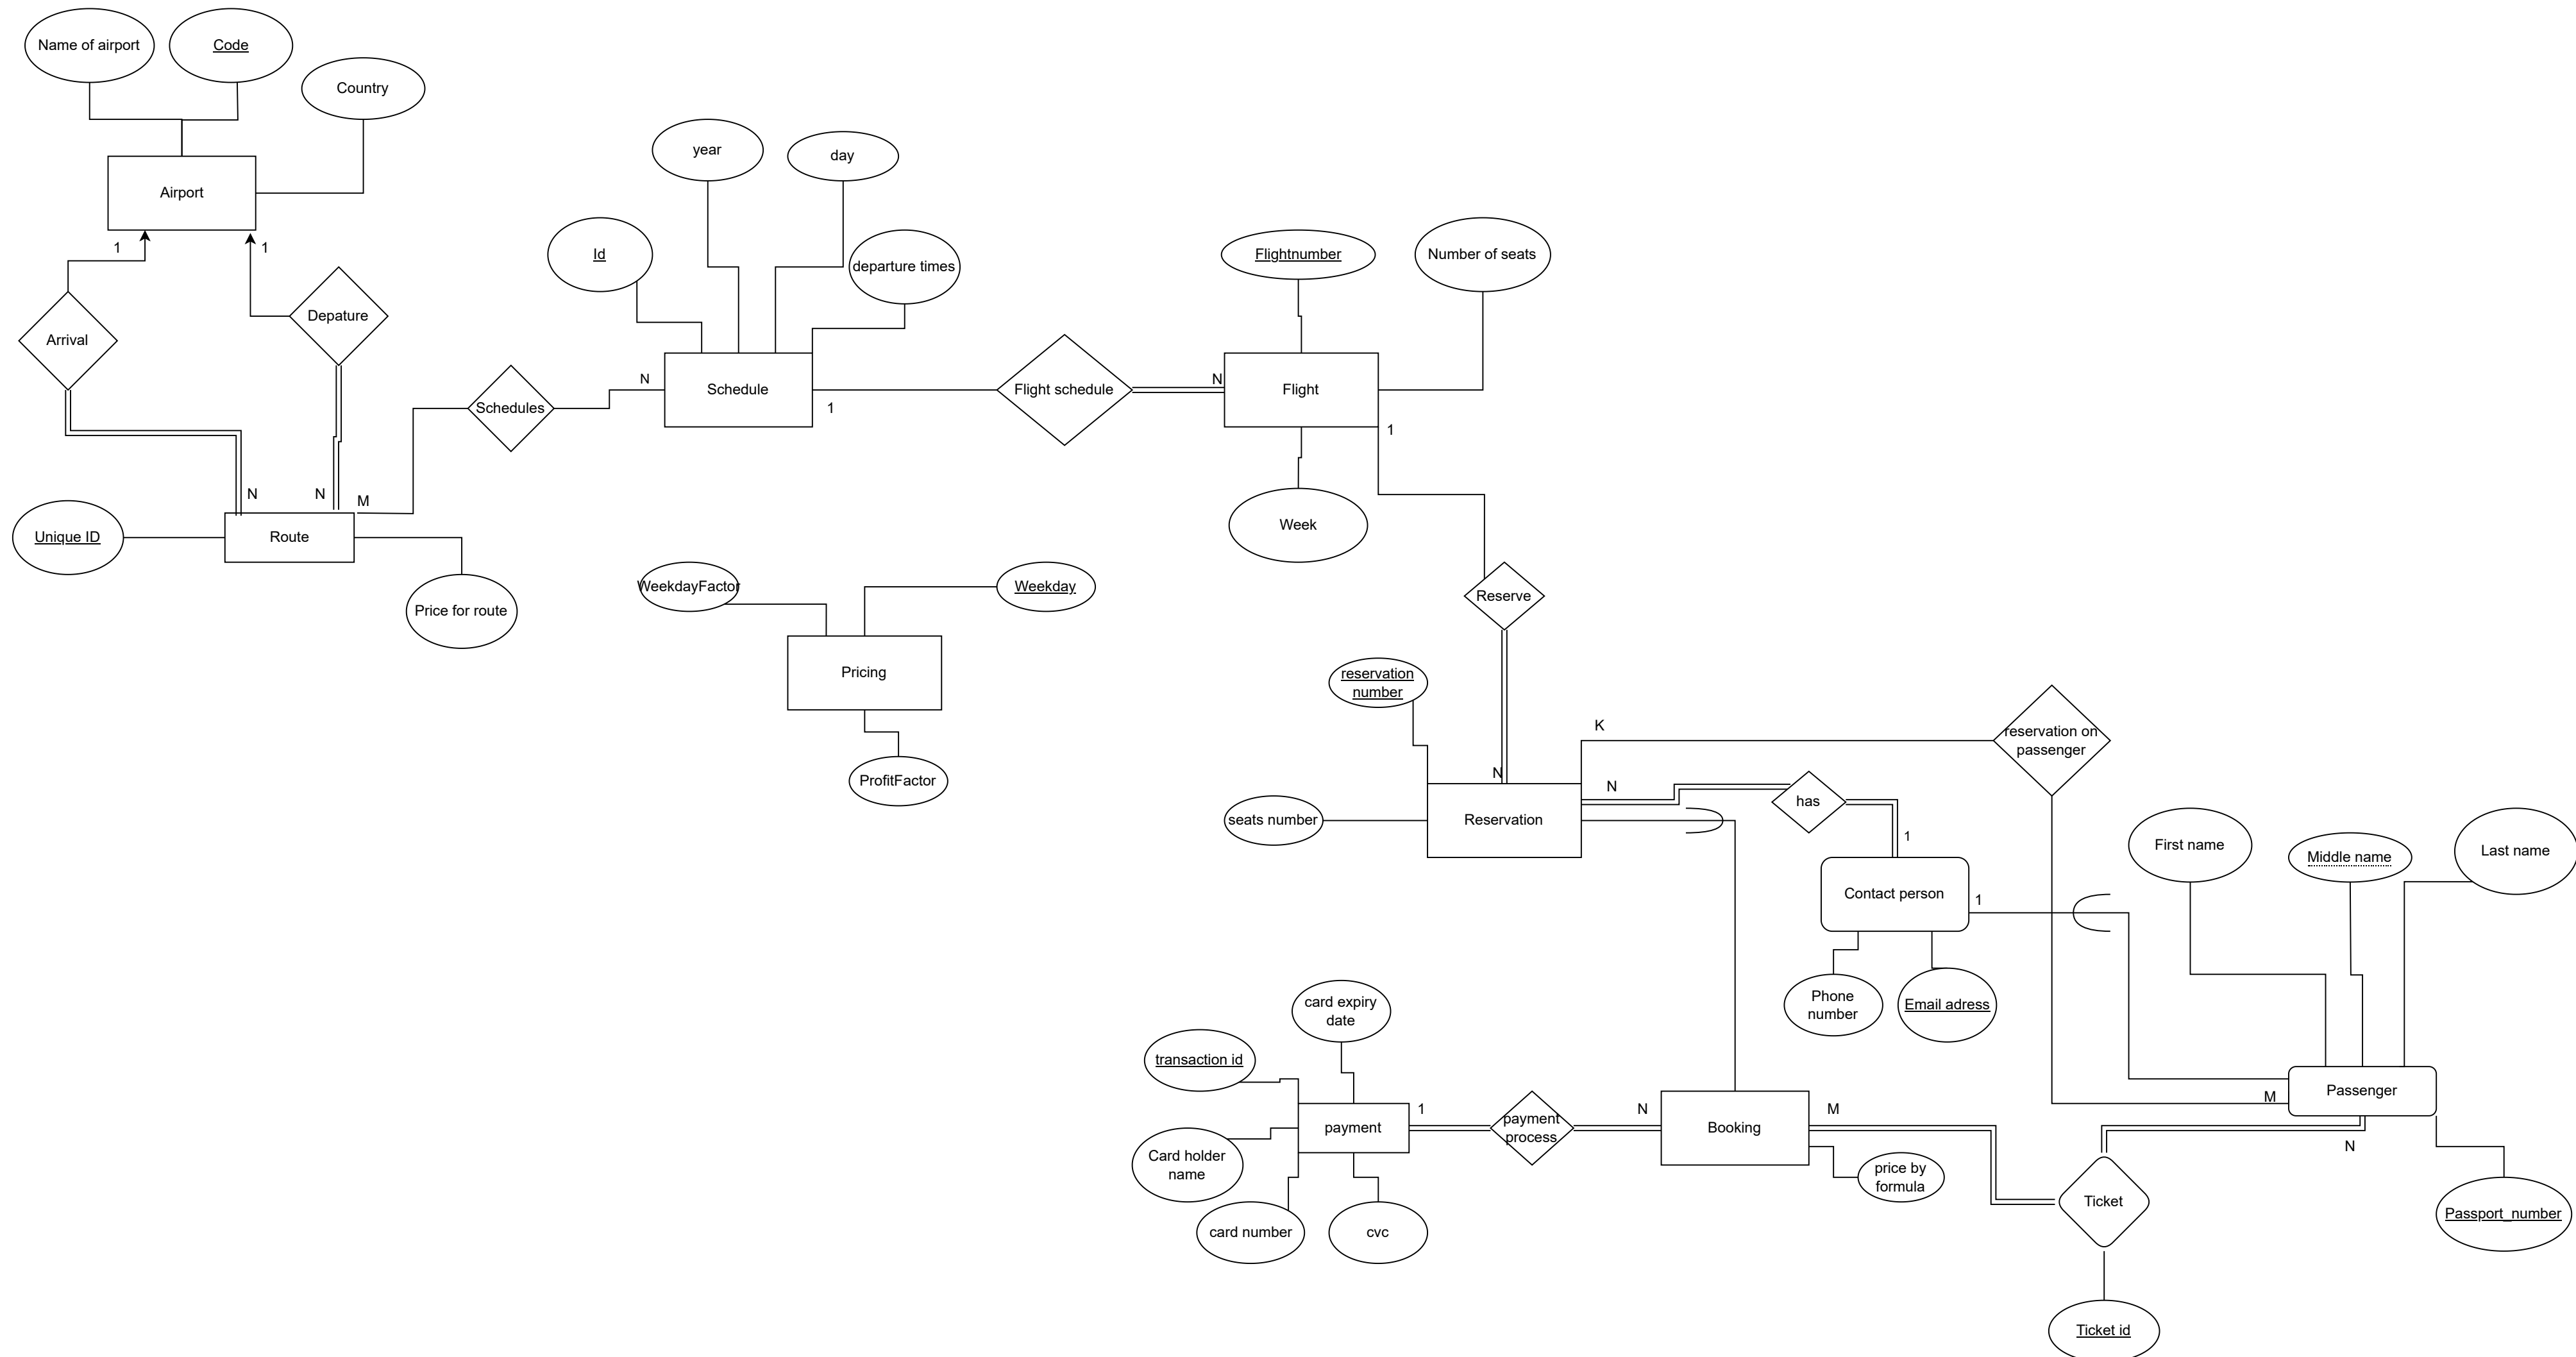 Name of airport
Code
Country
Airport
1
1
Arrival
Depature
N
N
M
Unique ID
Route
Price for route
Schedules
year
day
Id
departure times
N
Schedule
1
Flight schedule
Flightnumber
Number of seats
N
Flight
1
Week
WeekdayFactor
Weekday
Pricing
ProfitFactor
Reserve
reservation
number
N
K
reservation on
passenger
N
has
seats number
Reservation
1
Contact person
1
Phone
number
Email adress
First name
Middle name
Last name
Passenger
M
N
Passport_number
card expiry
date
transaction id
payment
1
payment
process
N
Booking
M
Card holder
name
card number
cvc
price by
formula
Ticket
Ticket id